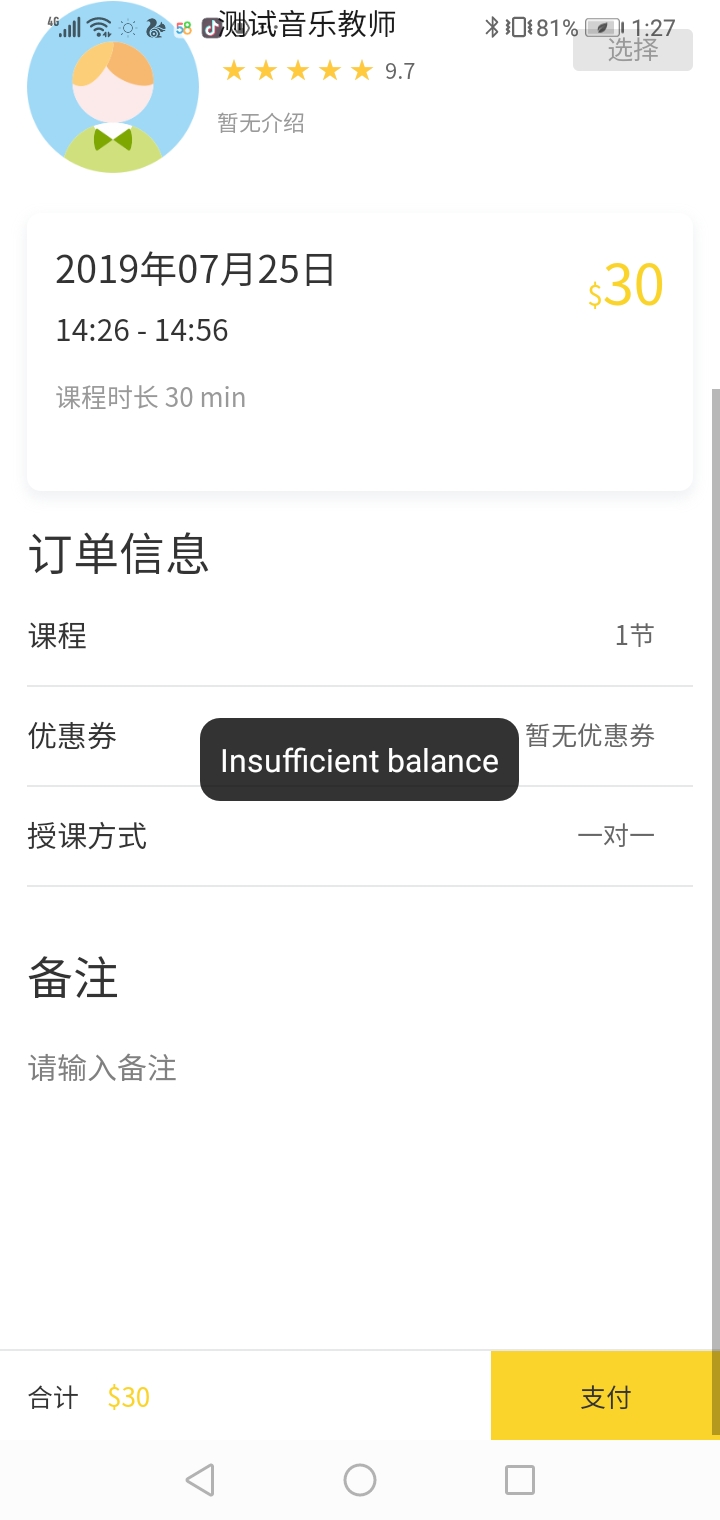 4G 58 81% 1:27
测试音乐教师
选择
9.7
暂无介绍
2019年07月25日
$30
14:26 - 14:56
课程时长 30 min
订单信息
课程 1节
优惠券 暂无优惠券
Insufficient balance
授课方式 一对一
备注
请输入备注
合计 $30 支付